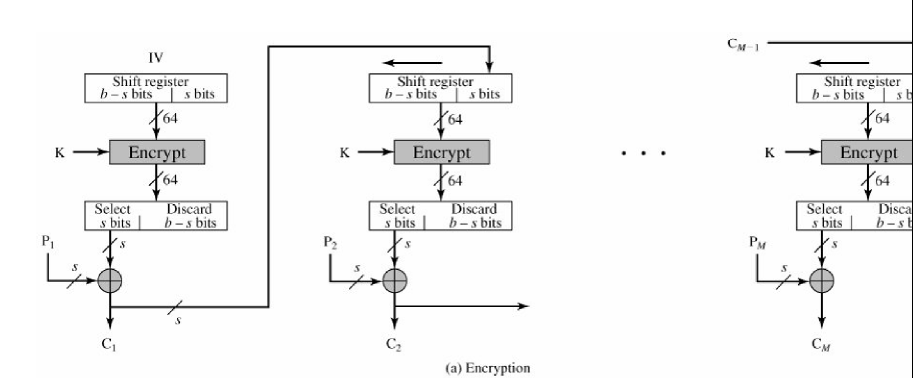 IV
C_{M-1}
Shift register
b – s bits | s bits
Shift register
b – s bits | s bits
Shift register
b – s bits | s b
64
64
64
K
Encrypt
K
Encrypt
K
Encrypt
. . .
64
64
64
Select Discard
s bits | b – s bits
Select Discard
s bits | b – s bits
Select Disca
s bits | b – s b
P₁
s
s
P₂
s
s
P_M
s
s
s
C₁
C₂
C_M
(a) Encryption